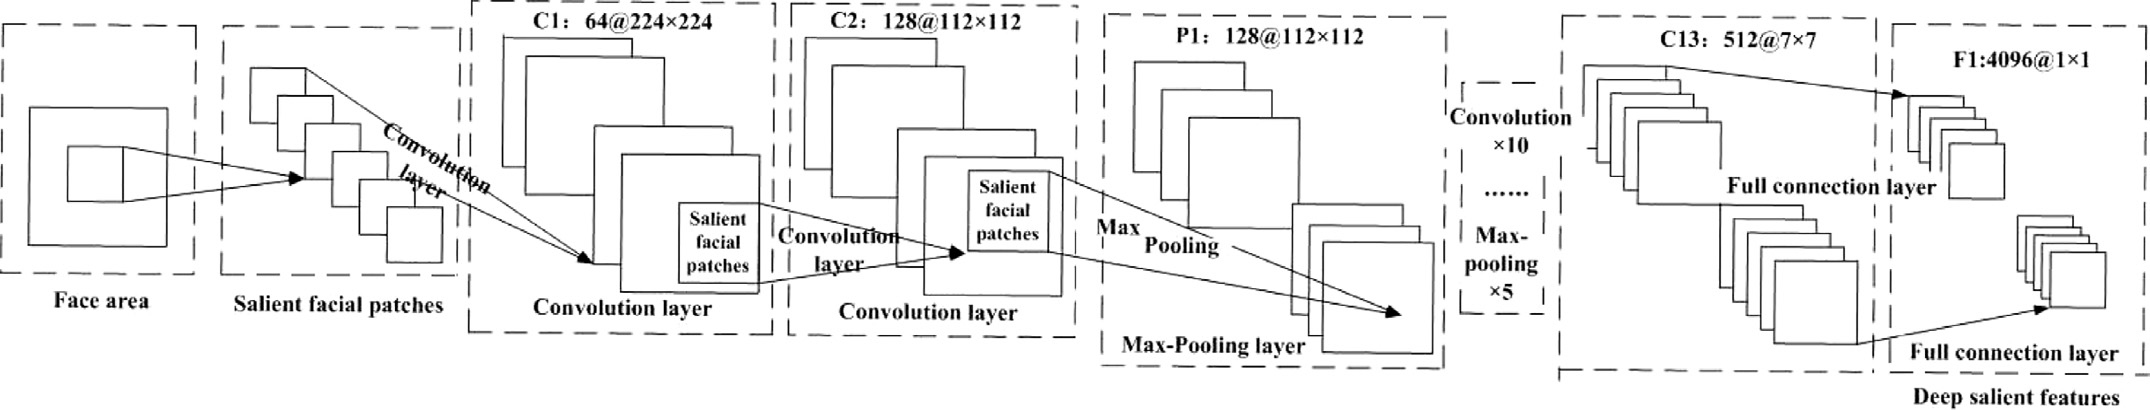 Face area
Salient facial patches
Convolution
layer
C1: 64@224×224
Salient
facial
patches
Convolution layer
Convolution
layer
C2: 128@112×112
Salient
facial
patches
Convolution layer
Max
Pooling
P1: 128@112×112
Max-Pooling layer
Convolution
×10
......
Max-
pooling
×5
C13: 512@7×7
Full connection layer
F1:4096@1×1
Full connection layer
Deep salient features